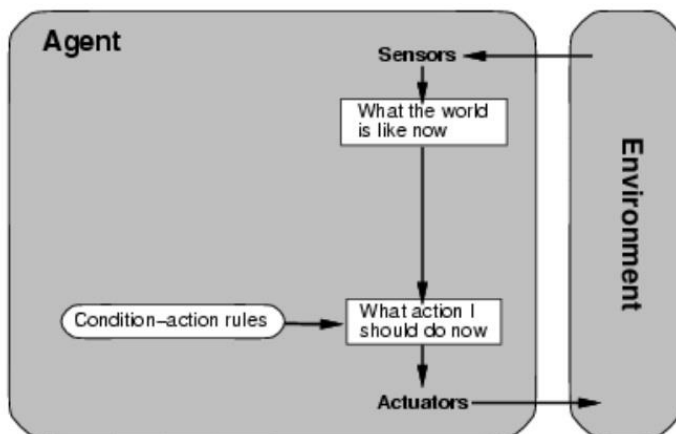 Agent
Sensors
What the world
is like now
Environment
Condition–action rules
What action I
should do now
Actuators